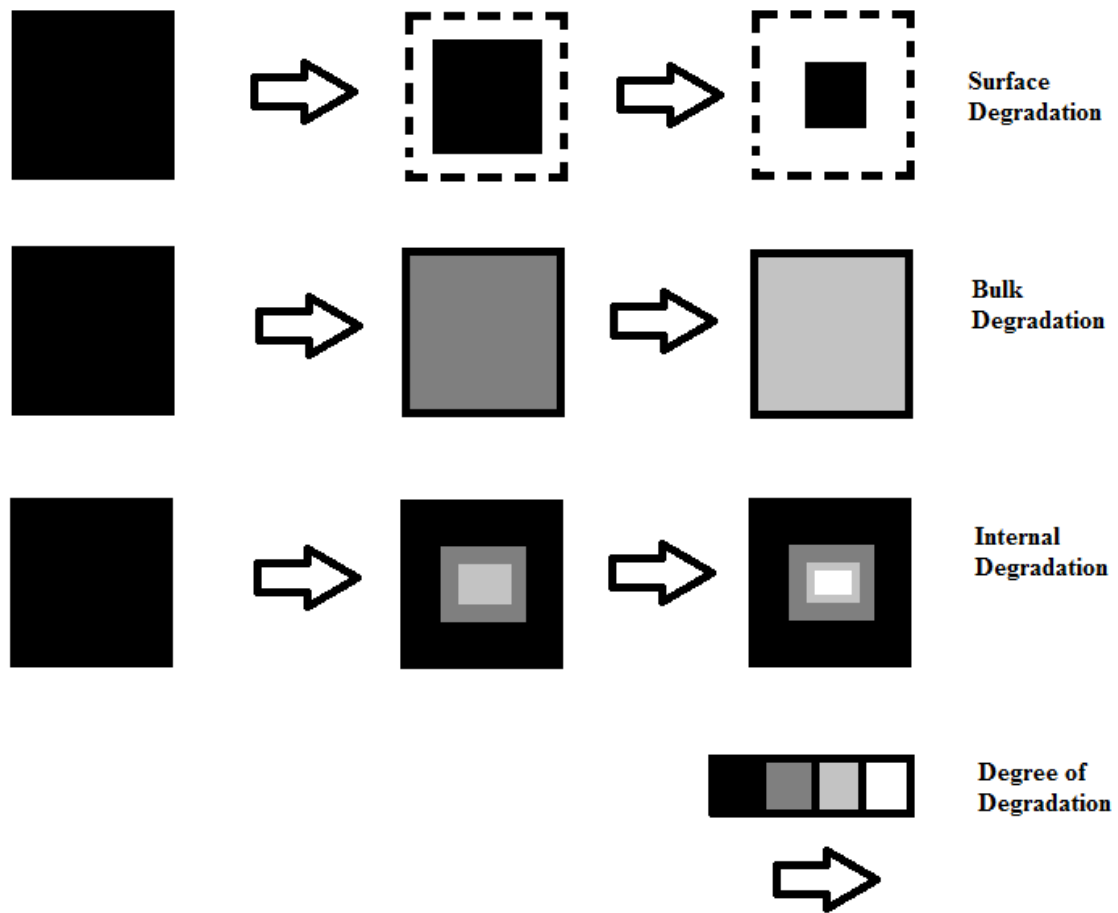 Surface
Degradation
Bulk
Degradation
Internal
Degradation
Degree of
Degradation